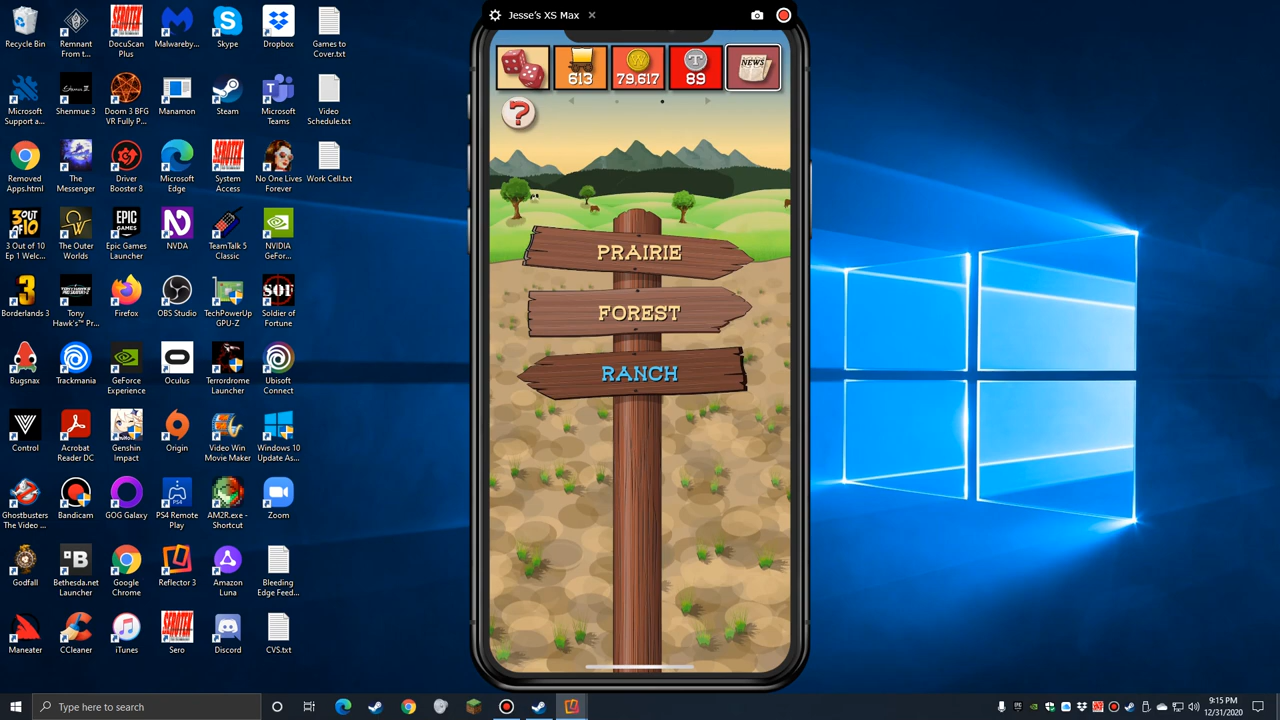 Jesse's XS Max
613
79,617
T
89
NEWS
?
PRAIRIE
FOREST
RANCH
Recycle Bin
Remnant From t...
DocuScan Plus
Malwareby...
Skype
Dropbox
Games to Cover.txt
Microsoft Support a...
Shenmue 3
Doom 3 BFG VR Fully P...
Manamon
Steam
Microsoft Teams
Video Schedule.txt
Removed Apps.html
The Messenger
Driver Booster 8
Microsoft Edge
System Access
No One Lives Forever
Work Cell.txt
3 Out of 10 Ep 1 Welc...
The Outer Worlds
Epic Games Launcher
NVDA
TeamTalk 5 Classic
NVIDIA GeFor...
Borderlands 3
Tony Hawk's™ Pr...
Firefox
OBS Studio
TechPowerUp GPU-Z
Soldier of Fortune
Bugsnax
Trackmania
GeForce Experience
Oculus
Terrordrome Launcher
Ubisoft Connect
Control
Acrobat Reader DC
Genshin Impact
Origin
Video Win Movie Maker
Windows 10 Update As...
Ghostbusters The Video ...
Bandicam
GOG Galaxy
PS4 Remote Play
AM2R.exe - Shortcut
Zoom
Godfall
Bethesda.net Launcher
Google Chrome
Reflector 3
Amazon Luna
Bleeding Edge Feed...
Maneater
CCleaner
iTunes
Sero
Discord
CVS.txt
Type here to search
9:15 PM
12/31/2020